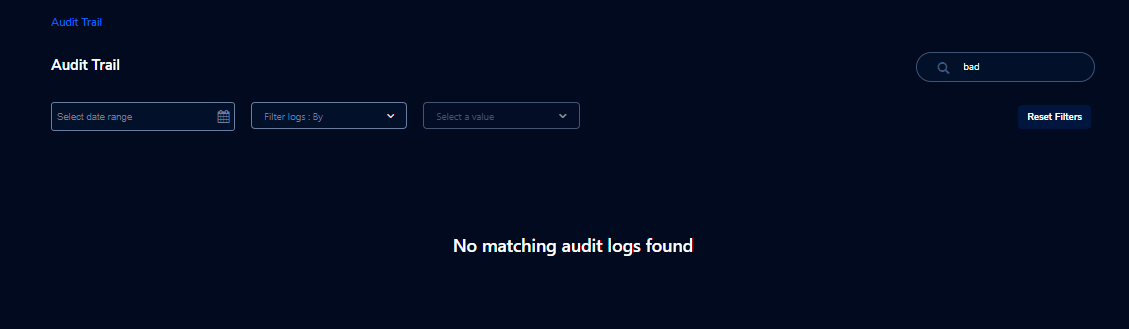 Audit Trail
Audit Trail
bad
Select date range
Filter logs : By
Select a value
Reset Filters
No matching audit logs found